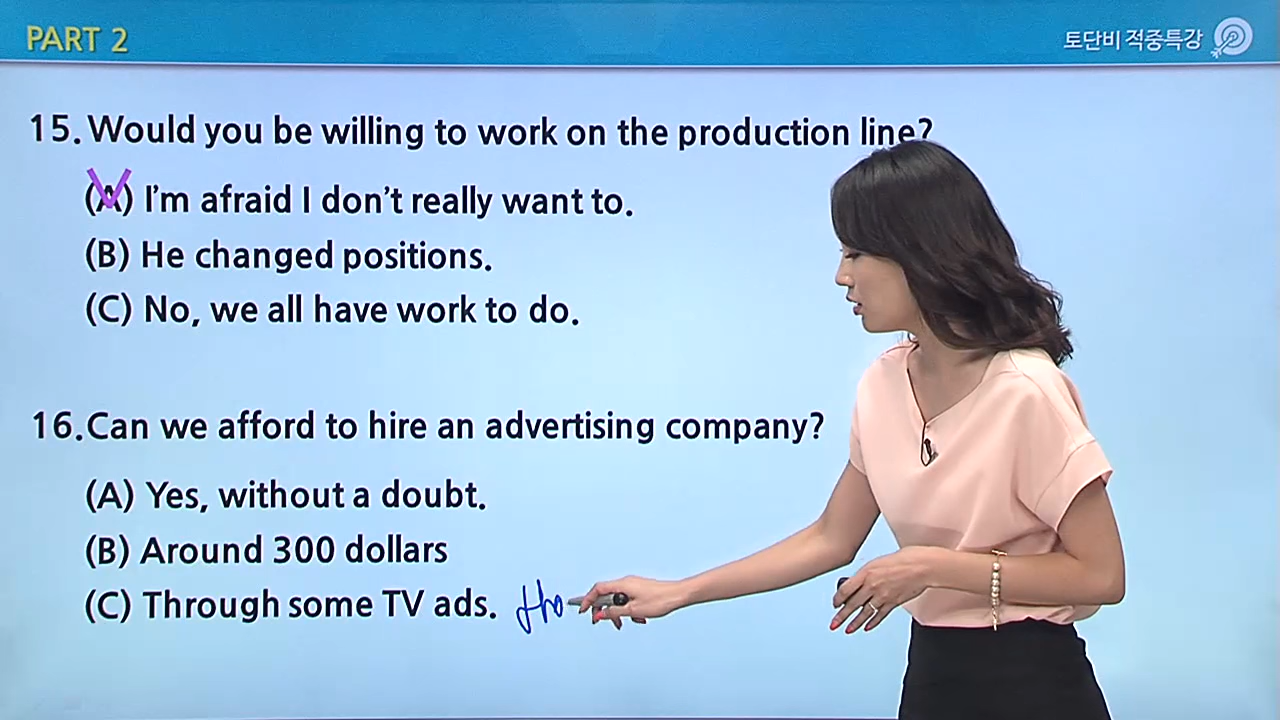 PART 2
토단비 적중특강
15. Would you be willing to work on the production line?
(A) I'm afraid I don't really want to.
(B) He changed positions.
(C) No, we all have work to do.
16. Can we afford to hire an advertising company?
(A) Yes, without a doubt.
(B) Around 300 dollars
(C) Through some TV ads. Ho